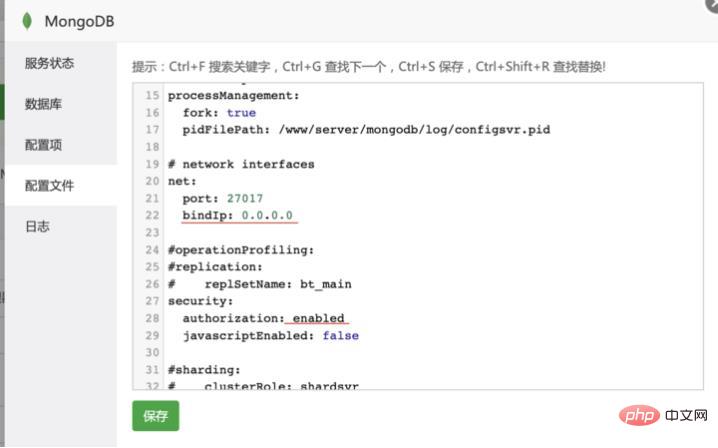 MongoDB
服务状态
数据库
配置项
配置文件
日志
提示：Ctrl+F 搜索关键字，Ctrl+G 查找下一个，Ctrl+S 保存，Ctrl+Shift+R 查找替换!
15 processManagement:
16 fork: true
17 pidFilePath: /www/server/mongodb/log/configsvr.pid
18
19 # network interfaces
20 net:
21 port: 27017
22 bindIp: 0.0.0.0
23
24 #operationProfiling:
25 #replication:
26 # replSetName: bt_main
27 security:
28 authorization: enabled
29 javascriptEnabled: false
30
31 #sharding:
32 # clusterRole: shardsvr
保存
php 中文网